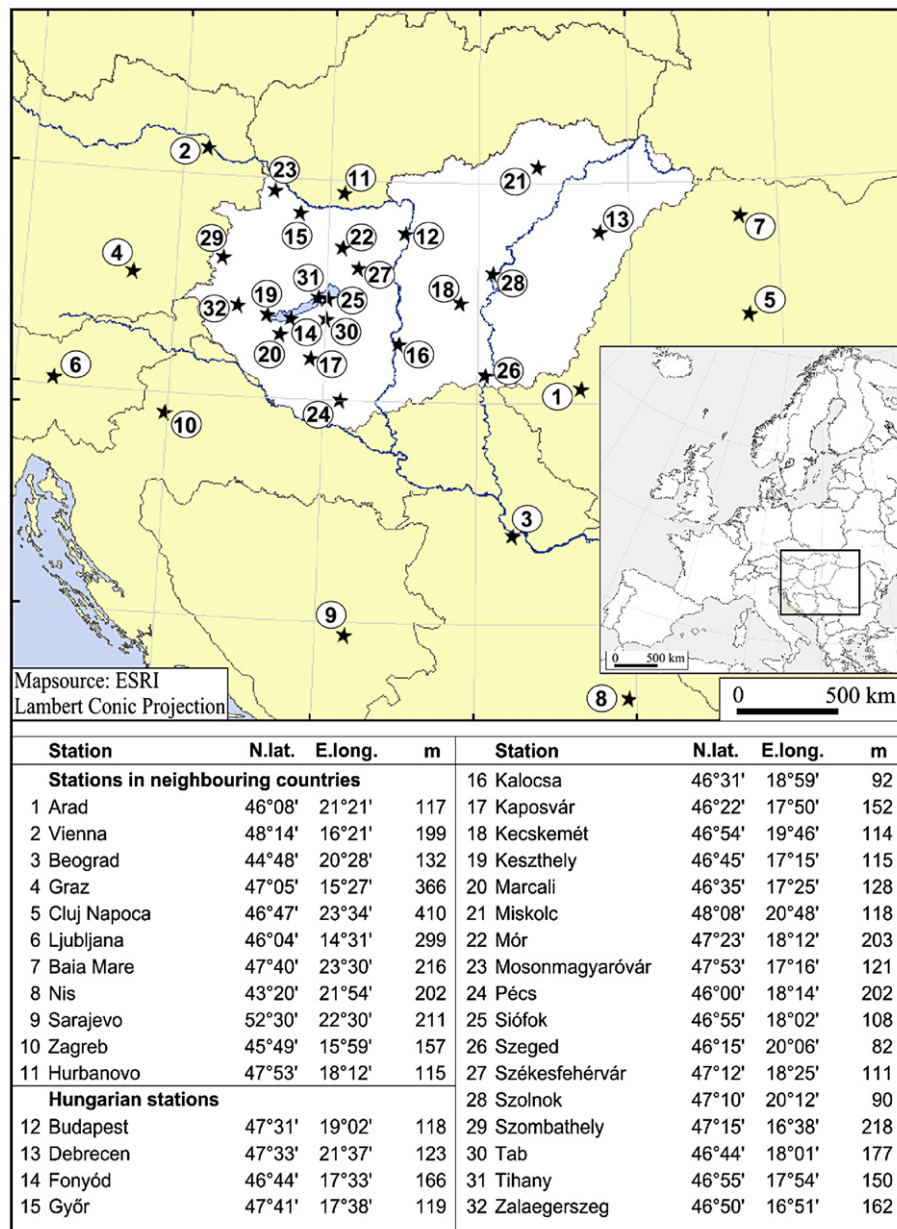 2
23
11
21
7
13
29
15
22
12
4
27
28
31
18
5
32
19
25
14
30
20
16
6
17
26
1
10
24
3
9
0 500 km
Mapsource: ESRI
Lambert Conic Projection
8
0 500 km
Station N.lat. E.long. m
Stations in neighbouring countries
1 Arad 46°08' 21°21' 117
2 Vienna 48°14' 16°21' 199
3 Beograd 44°48' 20°28' 132
4 Graz 47°05' 15°27' 366
5 Cluj Napoca 46°47' 23°34' 410
6 Ljubljana 46°04' 14°31' 299
7 Baia Mare 47°40' 23°30' 216
8 Nis 43°20' 21°54' 202
9 Sarajevo 52°30' 22°30' 211
10 Zagreb 45°49' 15°59' 157
11 Hurbanovo 47°53' 18°12' 115
Hungarian stations
12 Budapest 47°31' 19°02' 118
13 Debrecen 47°33' 21°37' 123
14 Fonyód 46°44' 17°33' 166
15 Győr 47°41' 17°38' 119
Station N.lat. E.long. m
16 Kalocsa 46°31' 18°59' 92
17 Kaposvár 46°22' 17°50' 152
18 Kecskemét 46°54' 19°46' 114
19 Keszthely 46°45' 17°15' 115
20 Marcali 46°35' 17°25' 128
21 Miskolc 48°08' 20°48' 118
22 Mór 47°23' 18°12' 203
23 Mosonmagyaróvár 47°53' 17°16' 121
24 Pécs 46°00' 18°14' 202
25 Siófok 46°55' 18°02' 108
26 Szeged 46°15' 20°06' 82
27 Székesfehérvár 47°12' 18°25' 111
28 Szolnok 47°10' 20°12' 90
29 Szombathely 47°15' 16°38' 218
30 Tab 46°44' 18°01' 177
31 Tihany 46°55' 17°54' 150
32 Zalaegerszeg 46°50' 16°51' 162